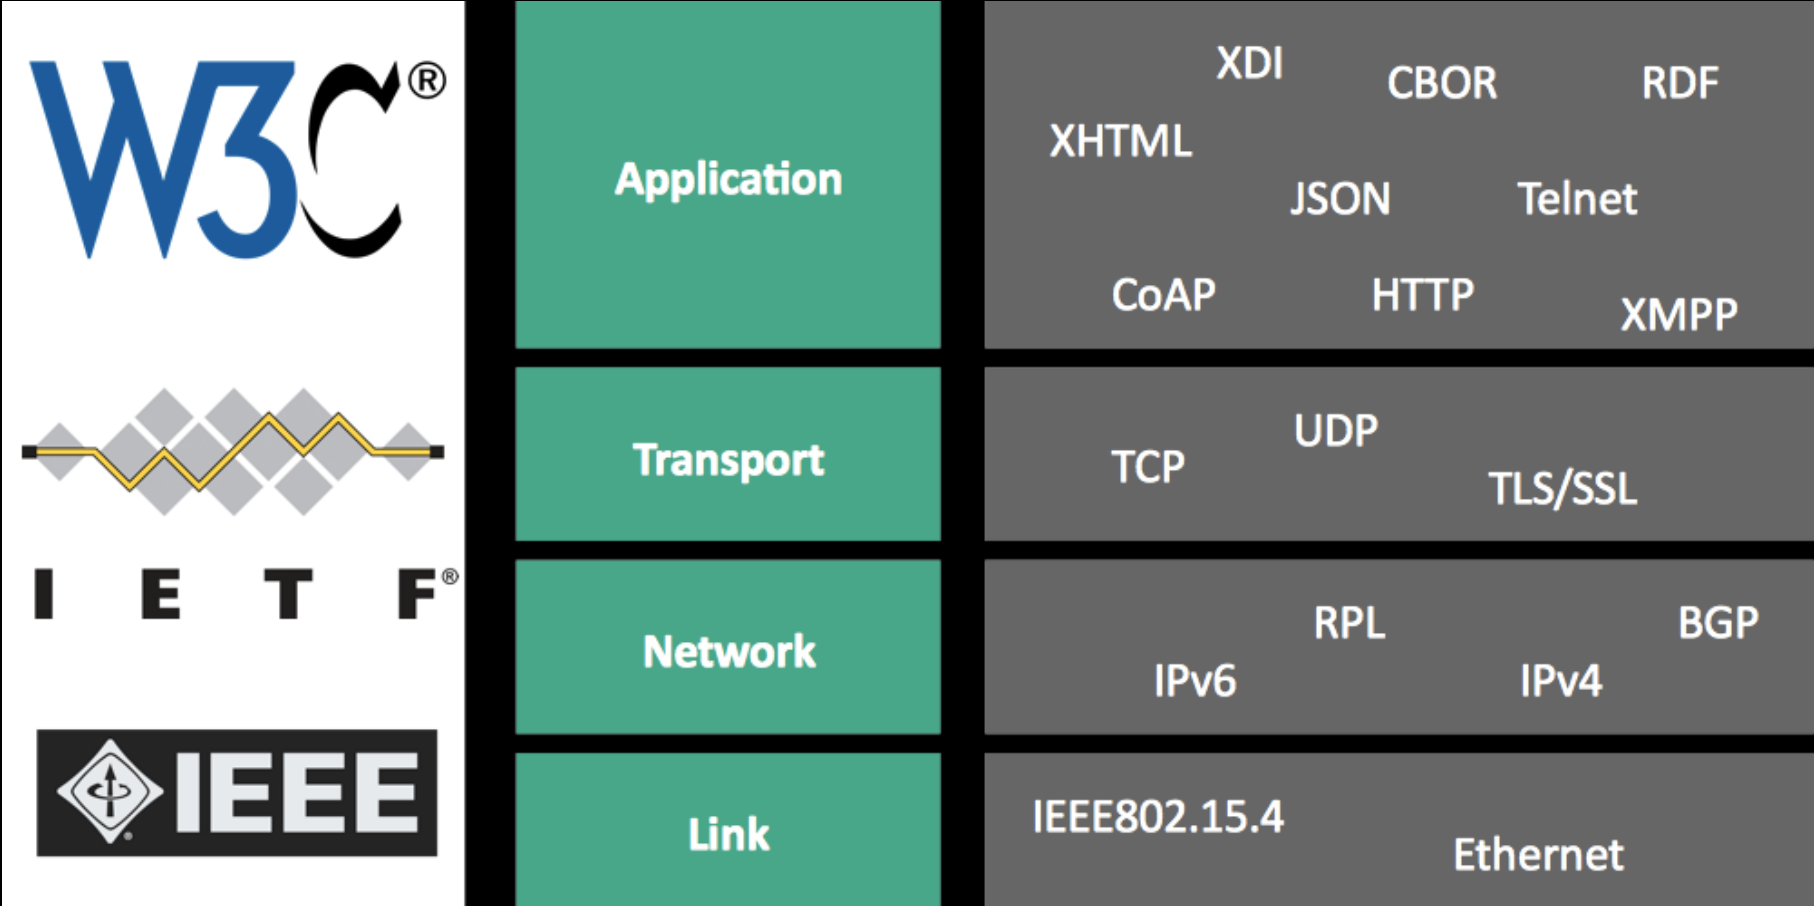 W3C®
Application
XDI
CBOR
RDF
XHTML
JSON
Telnet
CoAP
HTTP
XMPP
IETF®
Transport
UDP
TCP
TLS/SSL
Network
RPL
BGP
IPv6
IPv4
IEEE
Link
IEEE802.15.4
Ethernet